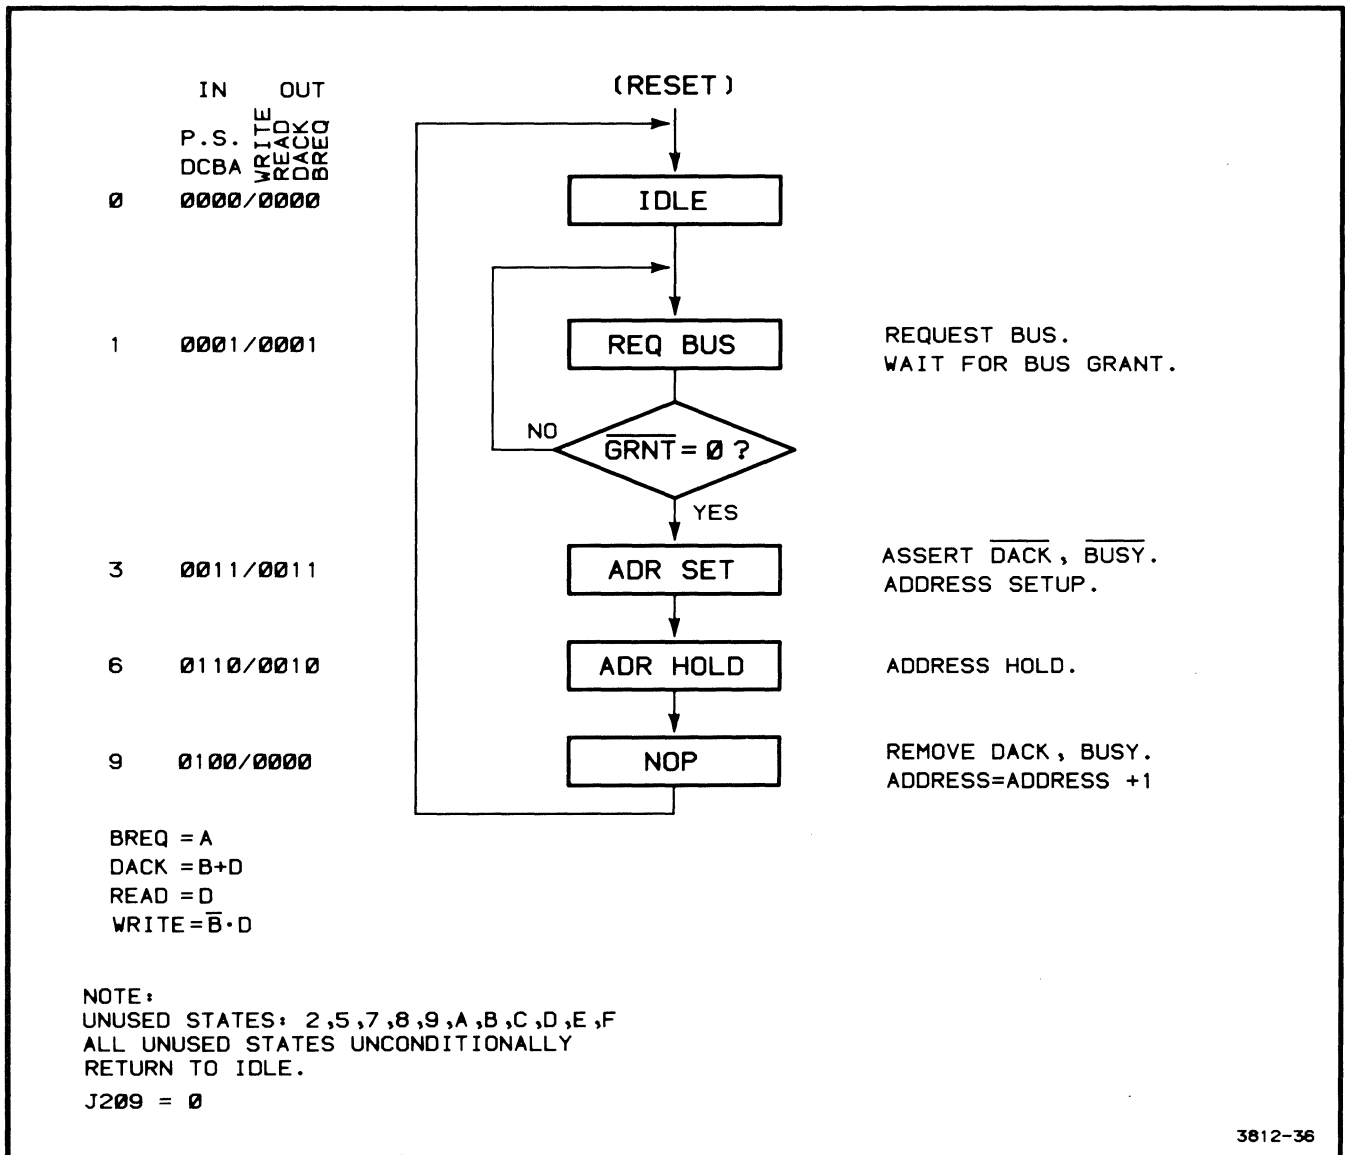 IN OUT (RESET)
P.S. WRITE READ DACK BREQ
DCBA
0 0000/0000 IDLE
1 0001/0001 REQ BUS REQUEST BUS.
WAIT FOR BUS GRANT.
NO G̅R̅N̅T̅ = 0 ?
YES
3 0011/0011 ADR SET ASSERT D̅A̅C̅K̅, B̅U̅S̅Y̅.
ADDRESS SETUP.
6 0110/0010 ADR HOLD ADDRESS HOLD.
9 0100/0000 NOP REMOVE DACK, BUSY.
ADDRESS=ADDRESS +1
BREQ = A
DACK = B+D
READ = D
WRITE = B̅·D
NOTE:
UNUSED STATES: 2,5,7,8,9,A,B,C,D,E,F
ALL UNUSED STATES UNCONDITIONALLY
RETURN TO IDLE.
J209 = 0
3812-36